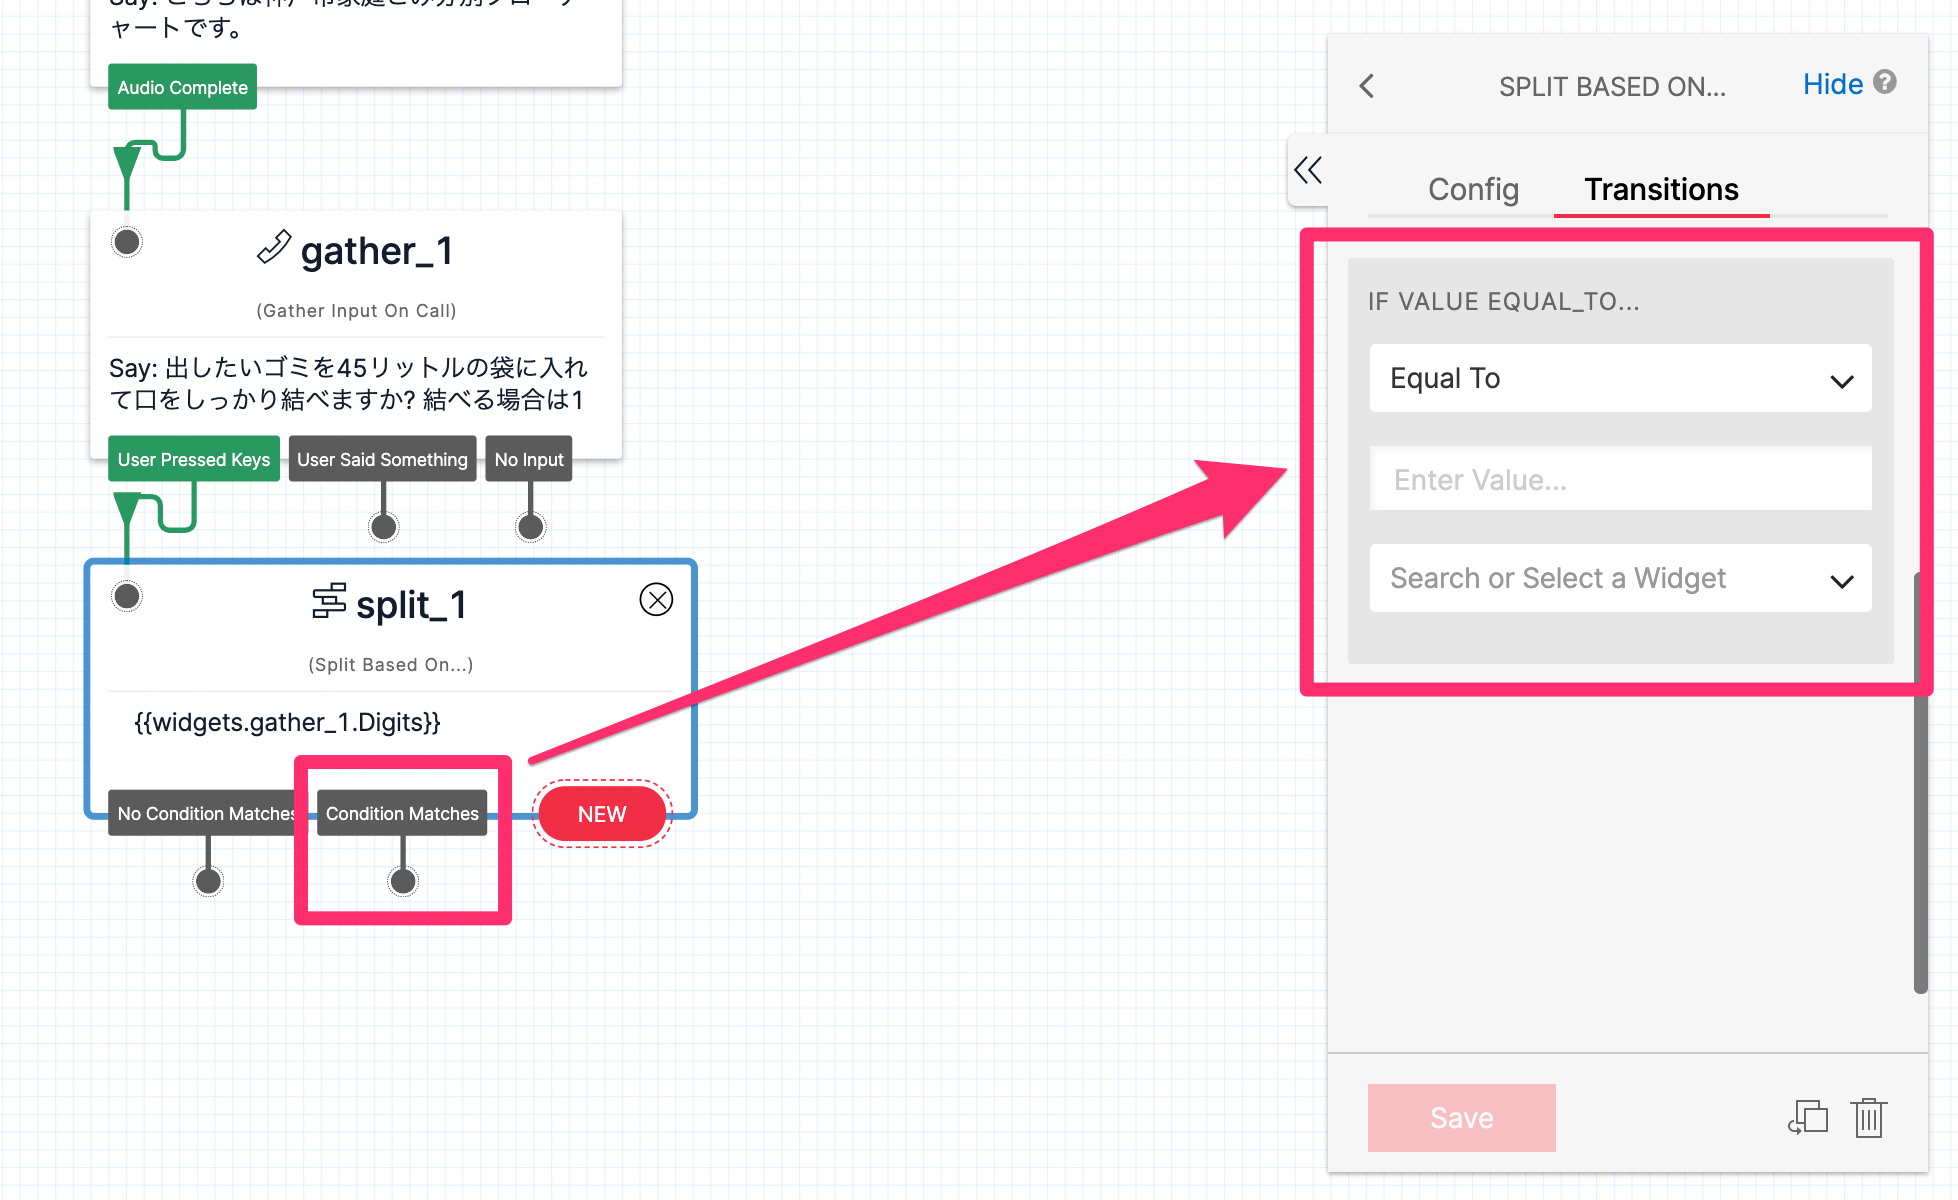 ャートです。
Audio Complete
gather_1
(Gather Input On Call)
Say: 出したいゴミを45リットルの袋に入れ
て口をしっかり結べますか? 結べる場合は1
User Pressed Keys
User Said Something
No Input
split_1
(Split Based On...)
{{widgets.gather_1.Digits}}
No Condition Matches
Condition Matches
NEW
SPLIT BASED ON...
Hide
Config
Transitions
IF VALUE EQUAL_TO...
Equal To
Enter Value...
Search or Select a Widget
Save